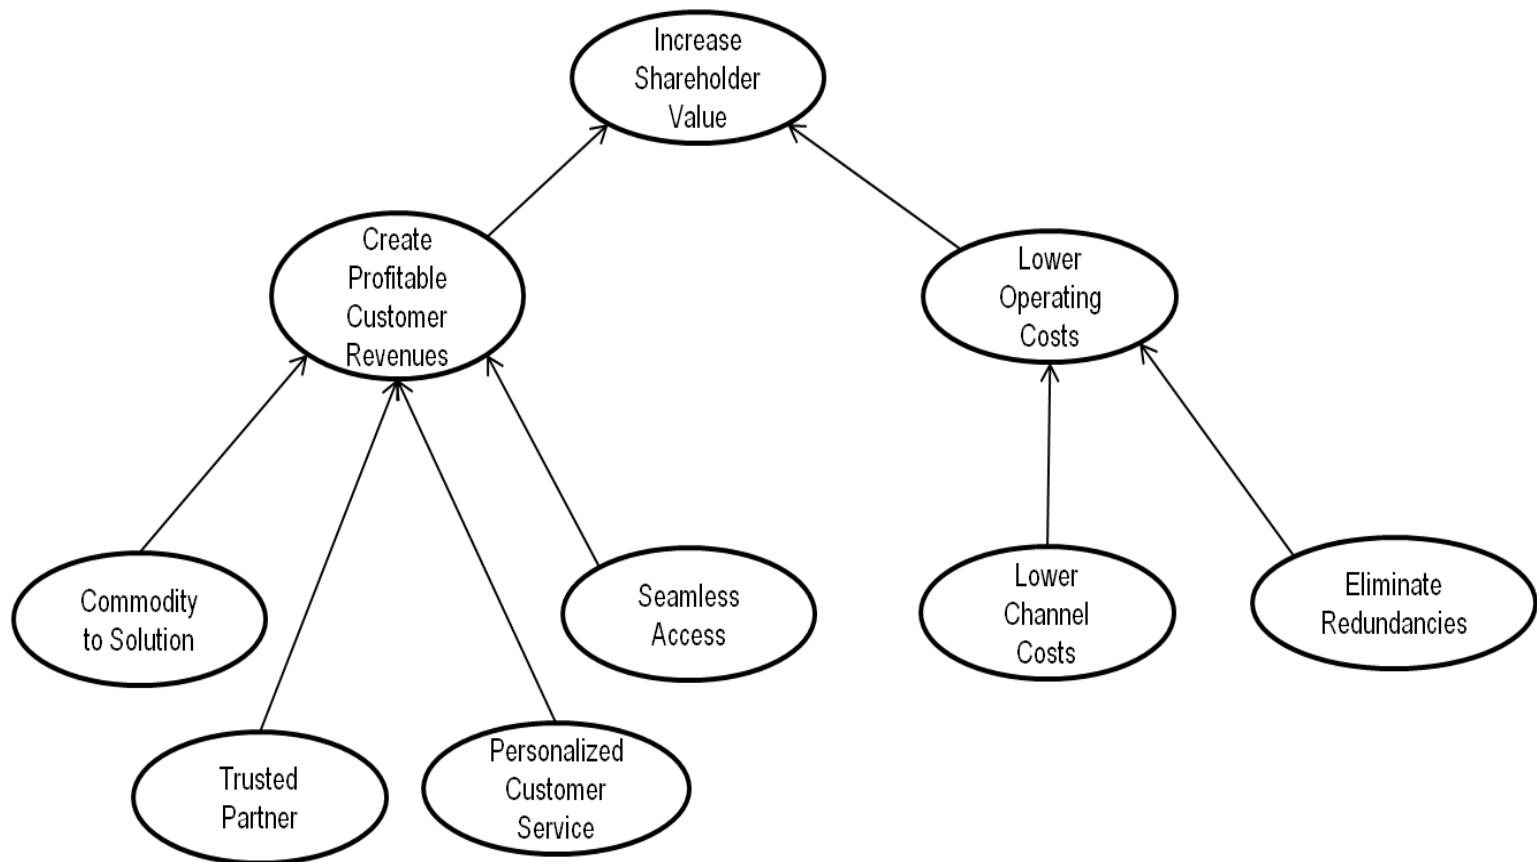 Increase
Shareholder
Value
Create
Profitable
Customer
Revenues
Lower
Operating
Costs
Commodity
to Solution
Seamless
Access
Lower
Channel
Costs
Eliminate
Redundancies
Trusted
Partner
Personalized
Customer
Service